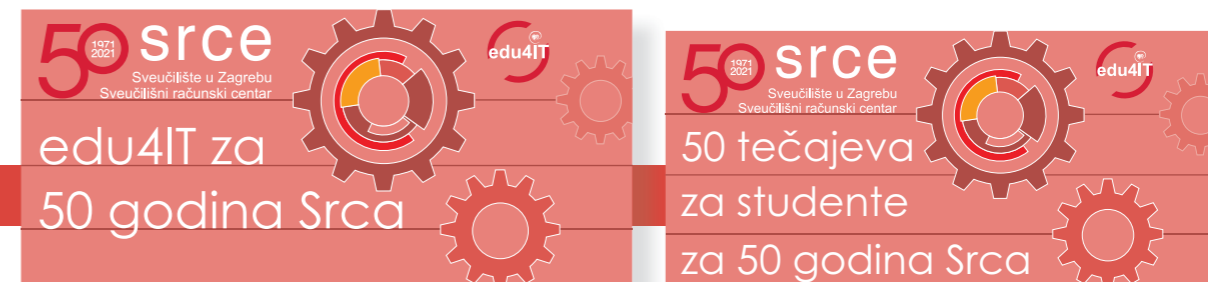 50
1971
2021
srce
Sveučilište u Zagrebu
Sveučilišni računski centar
edu4IT
edu4IT za
50 godina Srca
50
1971
2021
srce
Sveučilište u Zagrebu
Sveučilišni računski centar
edu4IT
50 tečajeva
za studente
za 50 godina Srca